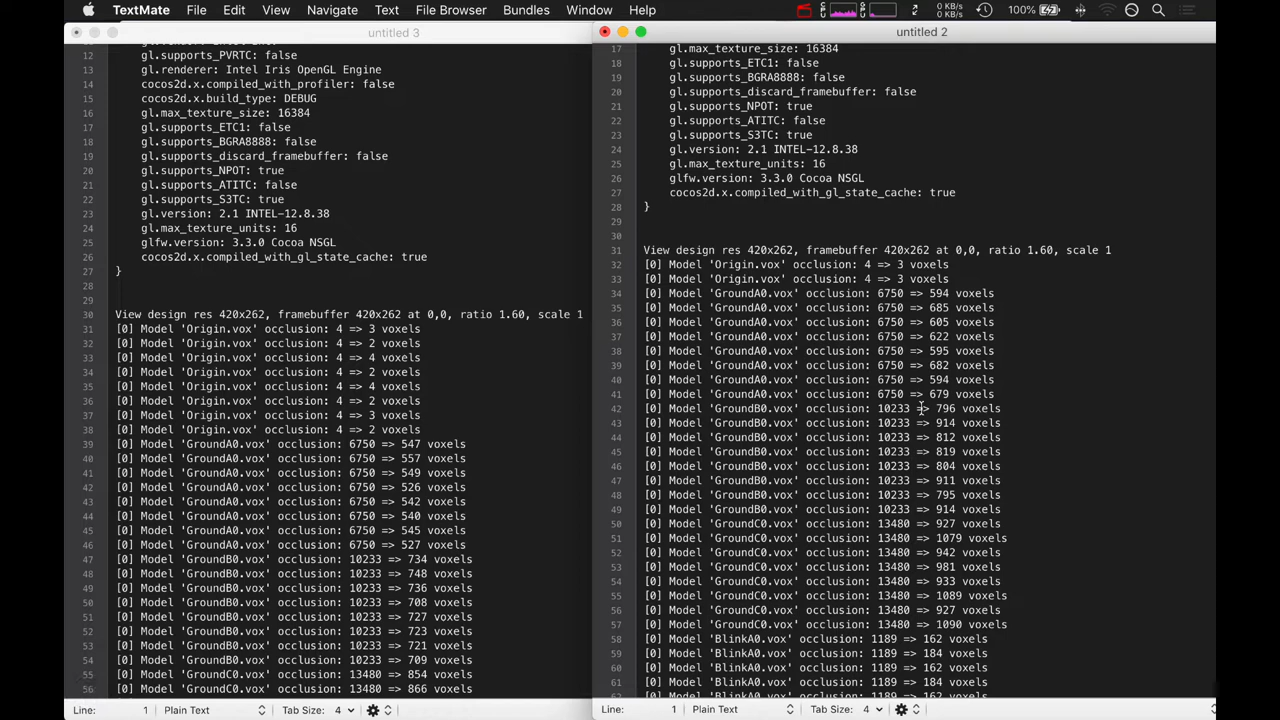 TextMate File Edit View Navigate Text File Browser Bundles Window Help
0 KB/s
0 KB/s
100%
untitled 3
12 gl.supports_PVRTC: false
13 gl.renderer: Intel Iris OpenGL Engine
14 cocos2d.x.compiled_with_profiler: false
15 cocos2d.x.build_type: DEBUG
16 gl.max_texture_size: 16384
17 gl.supports_ETC1: false
18 gl.supports_BGRA8888: false
19 gl.supports_discard_framebuffer: false
20 gl.supports_NPOT: true
21 gl.supports_ATITC: false
22 gl.supports_S3TC: true
23 gl.version: 2.1 INTEL-12.8.38
24 gl.max_texture_units: 16
25 glfw.version: 3.3.0 Cocoa NSGL
26 cocos2d.x.compiled_with_gl_state_cache: true
27 }
28
29
30 View design res 420x262, framebuffer 420x262 at 0,0, ratio 1.60, scale 1
31 [0] Model 'Origin.vox' occlusion: 4 => 3 voxels
32 [0] Model 'Origin.vox' occlusion: 4 => 2 voxels
33 [0] Model 'Origin.vox' occlusion: 4 => 4 voxels
34 [0] Model 'Origin.vox' occlusion: 4 => 2 voxels
35 [0] Model 'Origin.vox' occlusion: 4 => 4 voxels
36 [0] Model 'Origin.vox' occlusion: 4 => 2 voxels
37 [0] Model 'Origin.vox' occlusion: 4 => 3 voxels
38 [0] Model 'Origin.vox' occlusion: 4 => 2 voxels
39 [0] Model 'GroundA0.vox' occlusion: 6750 => 547 voxels
40 [0] Model 'GroundA0.vox' occlusion: 6750 => 557 voxels
41 [0] Model 'GroundA0.vox' occlusion: 6750 => 549 voxels
42 [0] Model 'GroundA0.vox' occlusion: 6750 => 526 voxels
43 [0] Model 'GroundA0.vox' occlusion: 6750 => 542 voxels
44 [0] Model 'GroundA0.vox' occlusion: 6750 => 540 voxels
45 [0] Model 'GroundA0.vox' occlusion: 6750 => 545 voxels
46 [0] Model 'GroundA0.vox' occlusion: 6750 => 527 voxels
47 [0] Model 'GroundB0.vox' occlusion: 10233 => 734 voxels
48 [0] Model 'GroundB0.vox' occlusion: 10233 => 748 voxels
49 [0] Model 'GroundB0.vox' occlusion: 10233 => 736 voxels
50 [0] Model 'GroundB0.vox' occlusion: 10233 => 708 voxels
51 [0] Model 'GroundB0.vox' occlusion: 10233 => 727 voxels
52 [0] Model 'GroundB0.vox' occlusion: 10233 => 723 voxels
53 [0] Model 'GroundB0.vox' occlusion: 10233 => 721 voxels
54 [0] Model 'GroundB0.vox' occlusion: 10233 => 709 voxels
55 [0] Model 'GroundC0.vox' occlusion: 13480 => 854 voxels
56 [0] Model 'GroundC0.vox' occlusion: 13480 => 866 voxels
Line: 1 Plain Text Tab Size: 4
untitled 2
17 gl.max_texture_size: 16384
18 gl.supports_ETC1: false
19 gl.supports_BGRA8888: false
20 gl.supports_discard_framebuffer: false
21 gl.supports_NPOT: true
22 gl.supports_ATITC: false
23 gl.supports_S3TC: true
24 gl.version: 2.1 INTEL-12.8.38
25 gl.max_texture_units: 16
26 glfw.version: 3.3.0 Cocoa NSGL
27 cocos2d.x.compiled_with_gl_state_cache: true
28 }
29
30
31 View design res 420x262, framebuffer 420x262 at 0,0, ratio 1.60, scale 1
32 [0] Model 'Origin.vox' occlusion: 4 => 3 voxels
33 [0] Model 'Origin.vox' occlusion: 4 => 3 voxels
34 [0] Model 'GroundA0.vox' occlusion: 6750 => 594 voxels
35 [0] Model 'GroundA0.vox' occlusion: 6750 => 685 voxels
36 [0] Model 'GroundA0.vox' occlusion: 6750 => 605 voxels
37 [0] Model 'GroundA0.vox' occlusion: 6750 => 622 voxels
38 [0] Model 'GroundA0.vox' occlusion: 6750 => 595 voxels
39 [0] Model 'GroundA0.vox' occlusion: 6750 => 682 voxels
40 [0] Model 'GroundA0.vox' occlusion: 6750 => 594 voxels
41 [0] Model 'GroundA0.vox' occlusion: 6750 => 679 voxels
42 [0] Model 'GroundB0.vox' occlusion: 10233 => 796 voxels
43 [0] Model 'GroundB0.vox' occlusion: 10233 => 914 voxels
44 [0] Model 'GroundB0.vox' occlusion: 10233 => 812 voxels
45 [0] Model 'GroundB0.vox' occlusion: 10233 => 819 voxels
46 [0] Model 'GroundB0.vox' occlusion: 10233 => 804 voxels
47 [0] Model 'GroundB0.vox' occlusion: 10233 => 911 voxels
48 [0] Model 'GroundB0.vox' occlusion: 10233 => 795 voxels
49 [0] Model 'GroundB0.vox' occlusion: 10233 => 914 voxels
50 [0] Model 'GroundC0.vox' occlusion: 13480 => 927 voxels
51 [0] Model 'GroundC0.vox' occlusion: 13480 => 1079 voxels
52 [0] Model 'GroundC0.vox' occlusion: 13480 => 942 voxels
53 [0] Model 'GroundC0.vox' occlusion: 13480 => 981 voxels
54 [0] Model 'GroundC0.vox' occlusion: 13480 => 933 voxels
55 [0] Model 'GroundC0.vox' occlusion: 13480 => 1089 voxels
56 [0] Model 'GroundC0.vox' occlusion: 13480 => 927 voxels
57 [0] Model 'GroundC0.vox' occlusion: 13480 => 1090 voxels
58 [0] Model 'BlinkA0.vox' occlusion: 1189 => 162 voxels
59 [0] Model 'BlinkA0.vox' occlusion: 1189 => 184 voxels
60 [0] Model 'BlinkA0.vox' occlusion: 1189 => 162 voxels
61 [0] Model 'BlinkA0.vox' occlusion: 1189 => 184 voxels
62 [0] Model 'BlinkA0.vox' occlusion: 1189 => 162 voxels
Line: 1 Plain Text Tab Size: 4